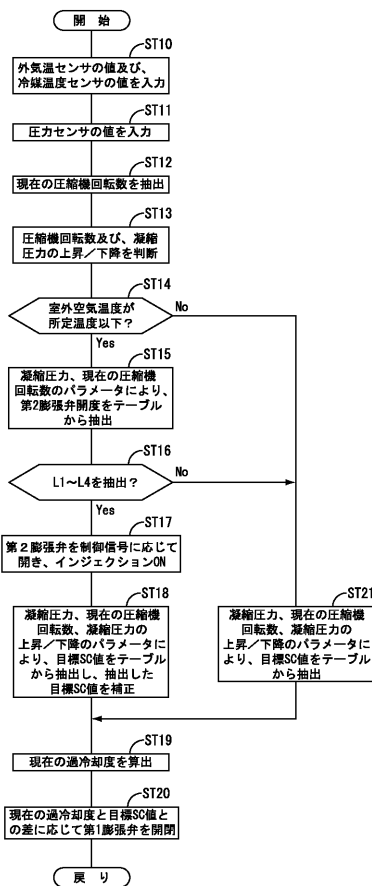 開 始
ST10
外気温センサの値及び、
冷媒温度センサの値を入力
ST11
圧力センサの値を入力
ST12
現在の圧縮機回転数を抽出
ST13
圧縮機回転数及び、凝縮
圧力の上昇／下降を判断
ST14
室外空気温度が
所定温度以下？
No
Yes
ST15
凝縮圧力、現在の圧縮機
回転数のパラメータにより、
第2膨張弁開度をテーブル
から抽出
ST16
L1～L4を抽出？
No
Yes
ST17
第２膨張弁を制御信号に応じて
開き、インジェクションON
ST18
凝縮圧力、現在の圧縮機
回転数、凝縮圧力の
上昇／下降のパラメータに
より、目標SC値をテーブル
から抽出し、抽出した
目標SC値を補正
ST21
凝縮圧力、現在の圧縮機
回転数、凝縮圧力の
上昇／下降のパラメータに
より、目標SC値をテーブル
から抽出
ST19
現在の過冷却度を算出
ST20
現在の過冷却度と目標SC値と
の差に応じて第1膨張弁を開閉
戻 り